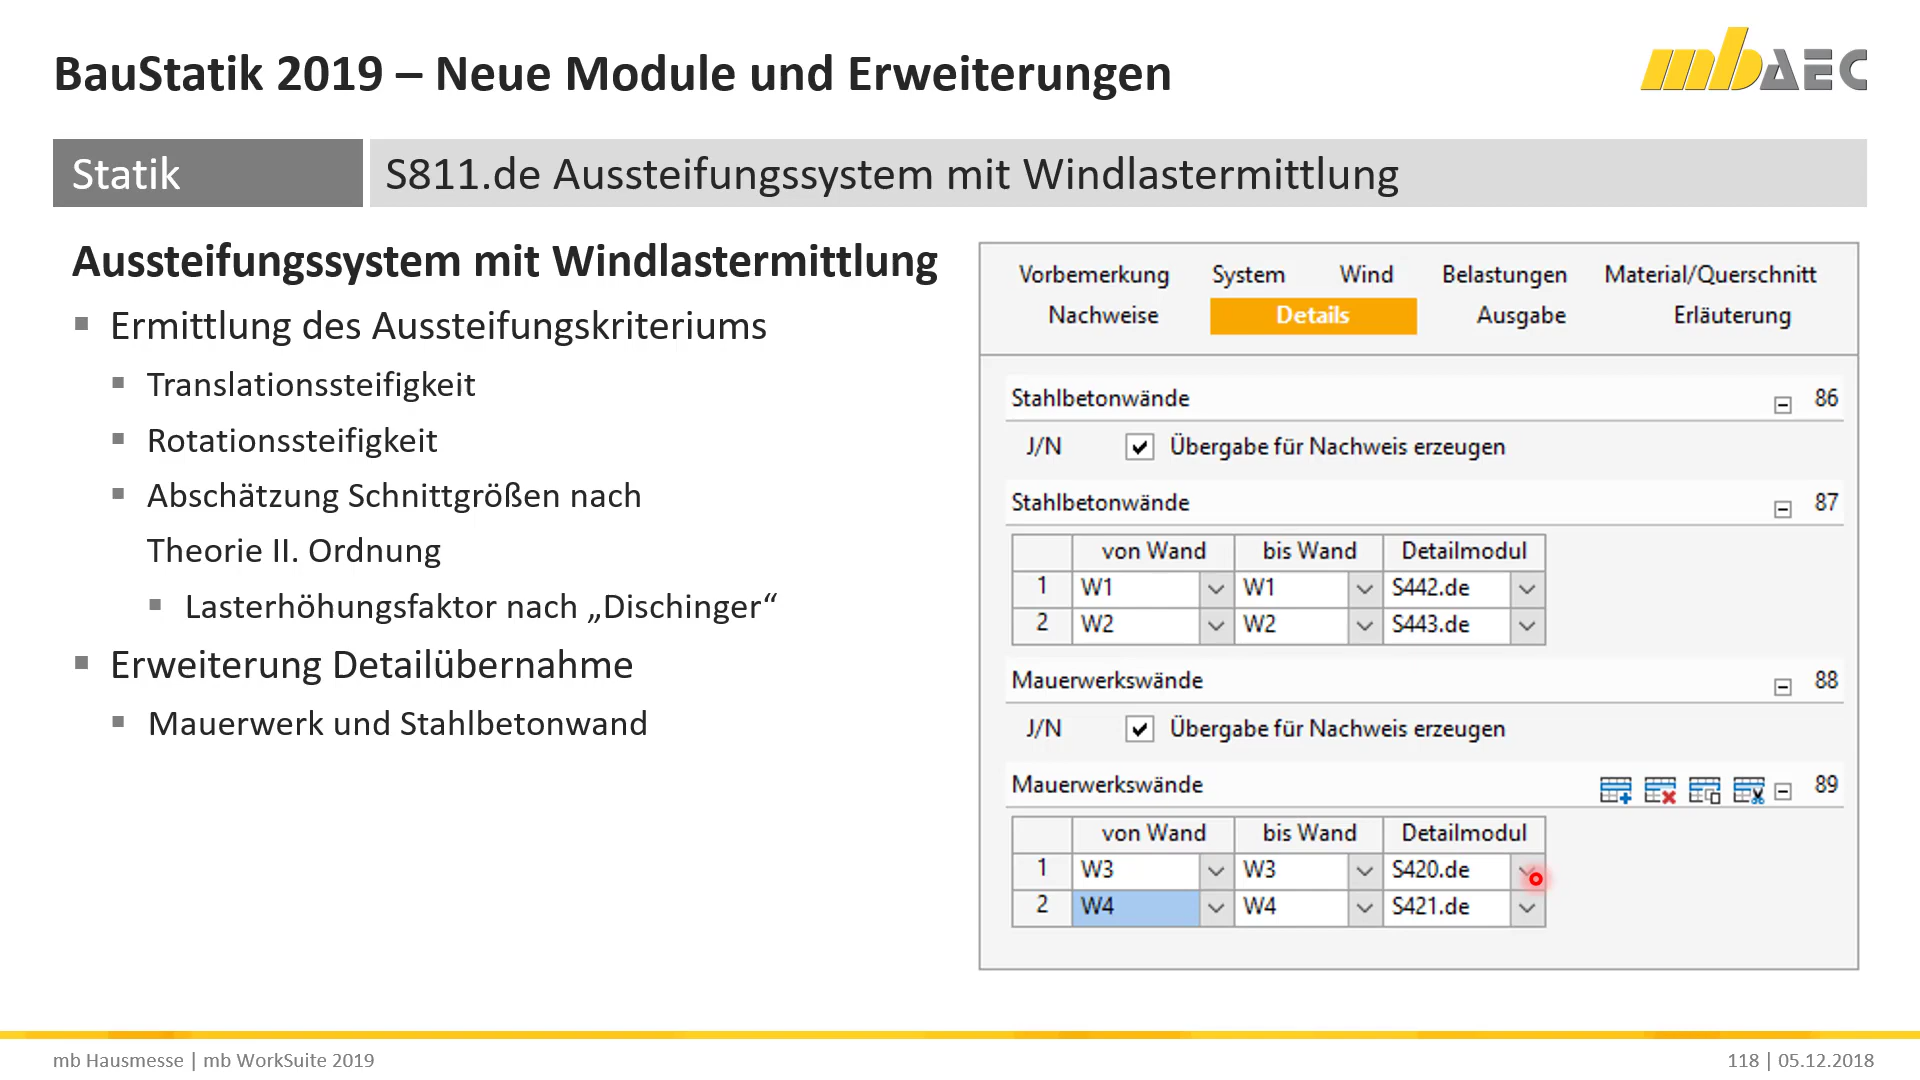 BauStatik 2019 – Neue Module und Erweiterungen
mbAEC
Statik
S811.de Aussteifungssystem mit Windlastermittlung
Aussteifungssystem mit Windlastermittlung
Ermittlung des Aussteifungskriteriums
Translationssteifigkeit
Rotationssteifigkeit
Abschätzung Schnittgrößen nach
Theorie II. Ordnung
Lasterhöhungsfaktor nach „Dischinger“
Erweiterung Detailübernahme
Mauerwerk und Stahlbetonwand
Vorbemerkung System Wind Belastungen Material/Querschnitt
Nachweise Details Ausgabe Erläuterung
Stahlbetonwände 86
J/N Übergabe für Nachweis erzeugen
Stahlbetonwände 87
von Wand bis Wand Detailmodul
1 W1 W1 S442.de
2 W2 W2 S443.de
Mauerwerkswände 88
J/N Übergabe für Nachweis erzeugen
Mauerwerkswände 89
von Wand bis Wand Detailmodul
1 W3 W3 S420.de
2 W4 W4 S421.de
mb Hausmesse | mb WorkSuite 2019
118 | 05.12.2018